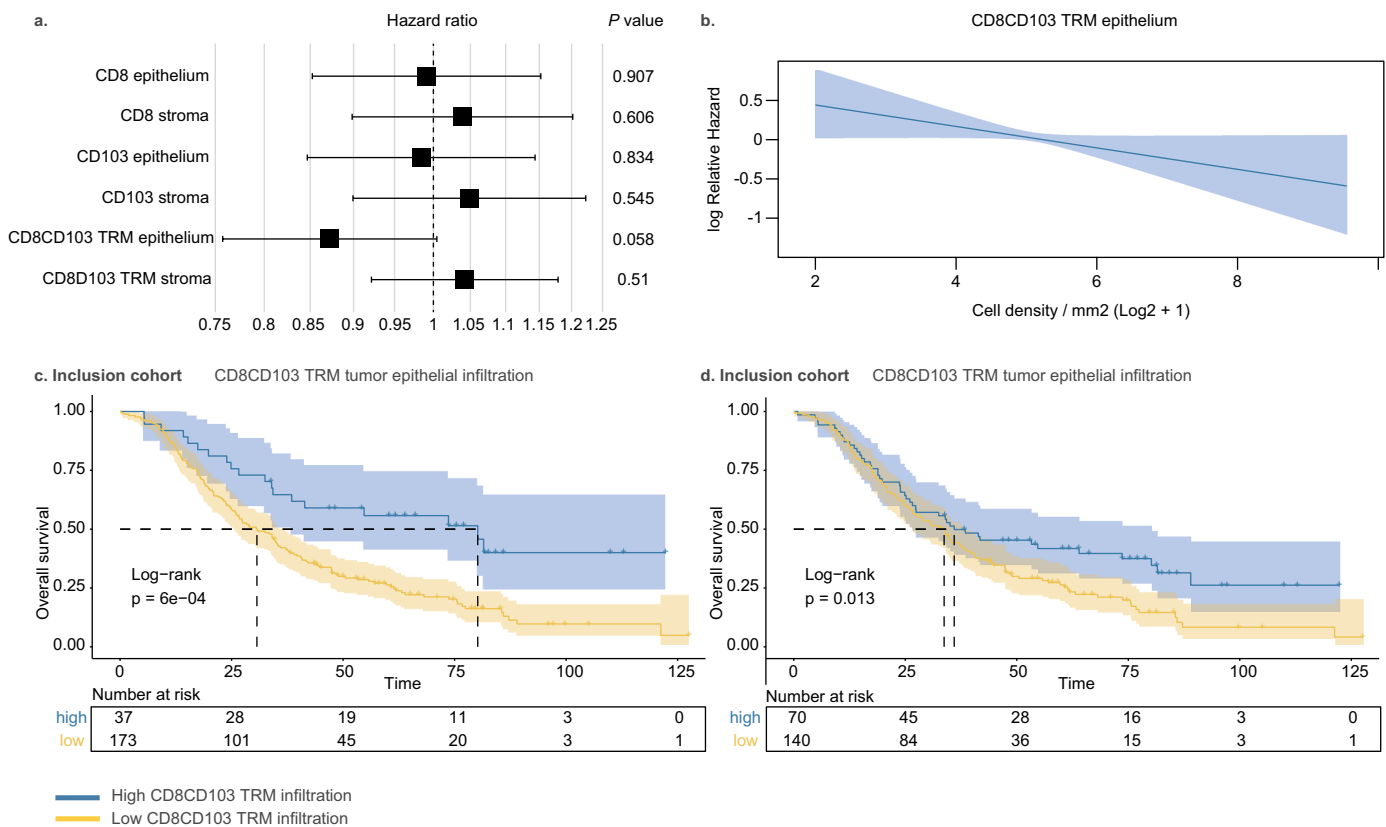 a.
Hazard ratio
P value
CD8 epithelium
0.907
CD8 stroma
0.606
CD103 epithelium
0.834
CD103 stroma
0.545
CD8CD103 TRM epithelium
0.058
CD8D103 TRM stroma
0.51
0.75 0.8 0.85 0.9 0.95 1 1.05 1.1 1.15 1.2 1.25
b.
CD8CD103 TRM epithelium
log Relative Hazard
0.5
0
-0.5
-1
2 4 6 8
Cell density / mm2 (Log2 + 1)
c. Inclusion cohort CD8CD103 TRM tumor epithelial infiltration
Overall survival
1.00
0.75
0.50
0.25
0.00
Log−rank
p = 6e−04
0 25 50 75 100 125
Time
Number at risk
high 37 28 19 11 3 0
low 173 101 45 20 3 1
d. Inclusion cohort CD8CD103 TRM tumor epithelial infiltration
Overall survival
1.00
0.75
0.50
0.25
0.00
Log−rank
p = 0.013
0 25 50 75 100 125
Time
Number at risk
high 70 45 28 16 3 0
low 140 84 36 15 3 1
High CD8CD103 TRM infiltration
Low CD8CD103 TRM infiltration